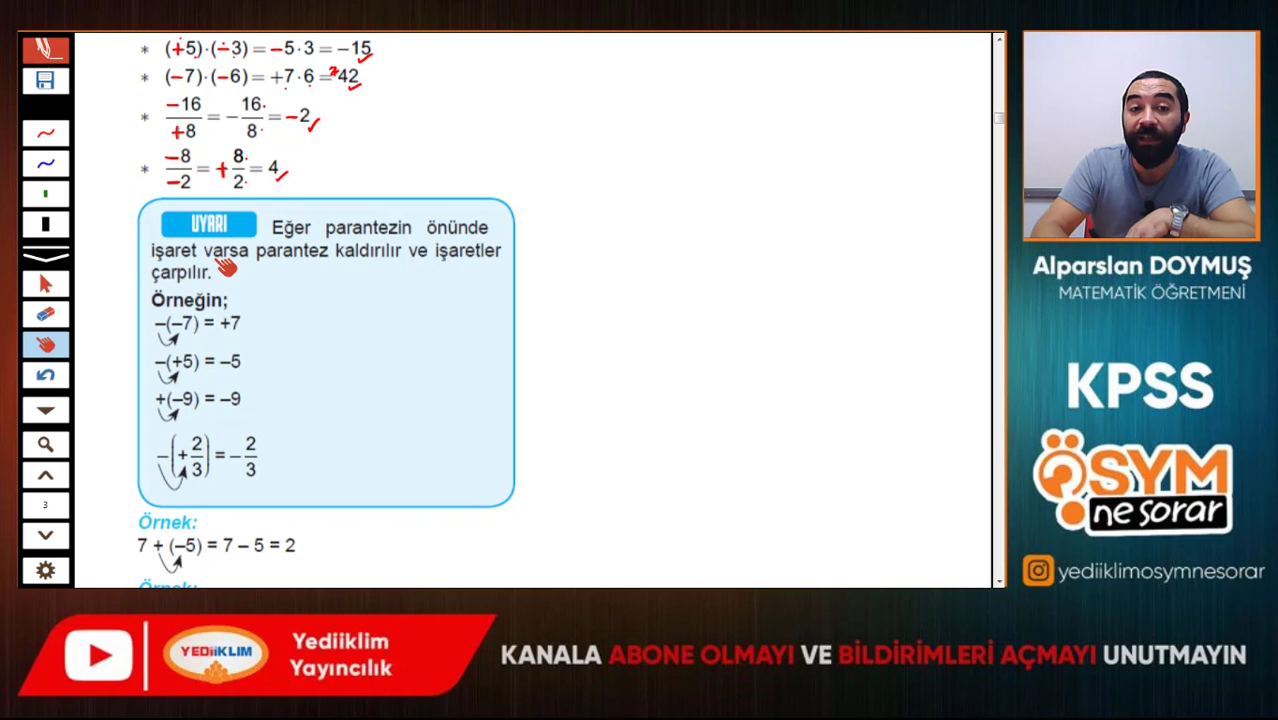 * (+5)·(−3) = −5·3 = −15
* (−7)·(−6) = +7·6 = +42
* −16/+8 = −16/8 = −2
* −8/−2 = +8/2 = 4
UYARI Eğer parantezin önünde
işaret varsa parantez kaldırılır ve işaretler
çarpılır.
Örneğin;
–(–7) = +7
–(+5) = –5
+(–9) = –9
–(+2/3) = –2/3
Örnek:
7 + (–5) = 7 – 5 = 2
Örnek:
3
Alparslan DOYMUŞ
MATEMATİK ÖĞRETMENİ
KPSS
ÖSYM
ne sorar
yediiklimosymnesorar
YEDiiKLIM
Yediiklim
Yayıncılık
KANALA ABONE OLMAYI VE BİLDİRİMLERİ AÇMAYI UNUTMAYIN